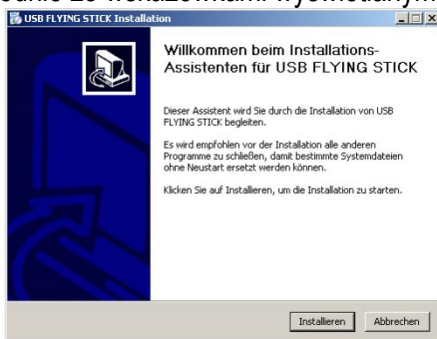 ze wskazówkami
USB FLYING STICK Installation
Willkommen beim Installations-
Assistenten für USB FLYING STICK
Dieser Assistent wird Sie durch die Installation von USB
FLYING STICK begleiten.
Es wird empfohlen vor der Installation alle anderen
Programme zu schließen, damit bestimmte Systemdateien
ohne Neustart ersetzt werden können.
Klicken Sie auf Installieren, um die Installation zu starten.
Installieren
Abbrechen